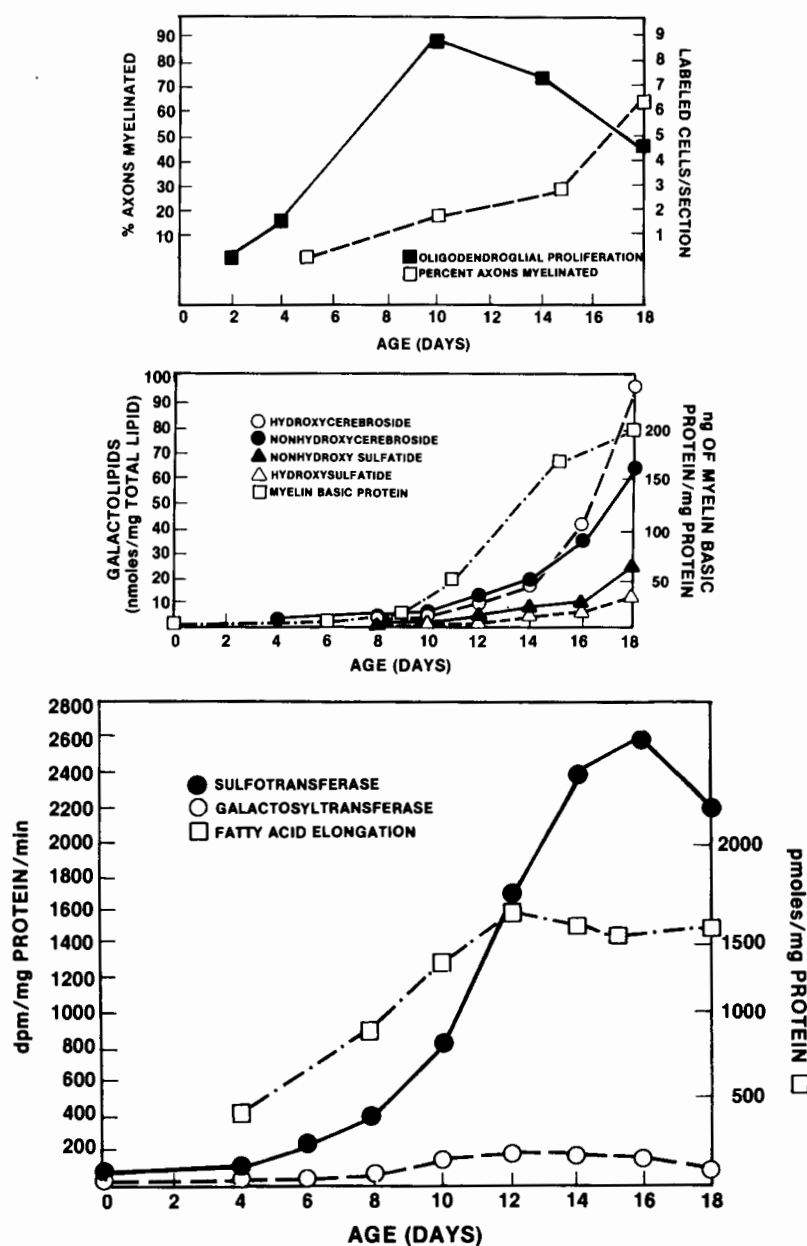 90
80
70
60
50
40
30
20
10
% AXONS MYELINATED
9
8
7
6
5
4
3
2
1
LABELED CELLS/SECTION
OLIGODENDROGLIAL PROLIFERATION
PERCENT AXONS MYELINATED
0 2 4 6 8 10 12 14 16 18
AGE (DAYS)
100
90
80
70
60
50
40
30
20
10
GALACTOLIPIDS
(nmoles/mg TOTAL LIPID)
HYDROXYCEREBROSIDE
NONHYDROXYCEREBROSIDE
NONHYDROXY SULFATIDE
HYDROXYSULFATIDE
MYELIN BASIC PROTEIN
200
150
100
50
ng OF MYELIN BASIC
PROTEIN/mg PROTEIN
0 2 4 6 8 10 12 14 16 18
AGE (DAYS)
2800
2600
2400
2200
2000
1800
1600
1400
1200
1000
800
600
400
200
dpm/mg PROTEIN/min
SULFOTRANSFERASE
GALACTOSYLTRANSFERASE
FATTY ACID ELONGATION
2000
1500
1000
500
pmoles/mg PROTEIN
0 2 4 6 8 10 12 14 16 18
AGE (DAYS)